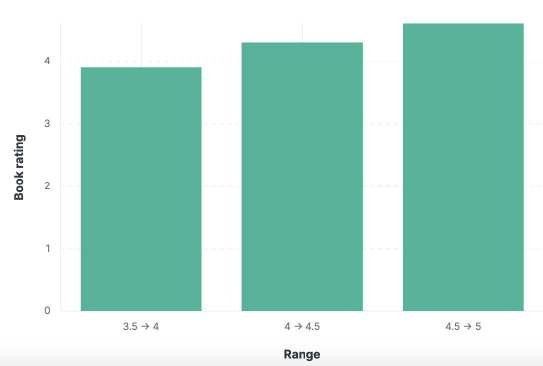 4
3
2
1
0
Book rating
3.5 → 4
4 → 4.5
4.5 → 5
Range